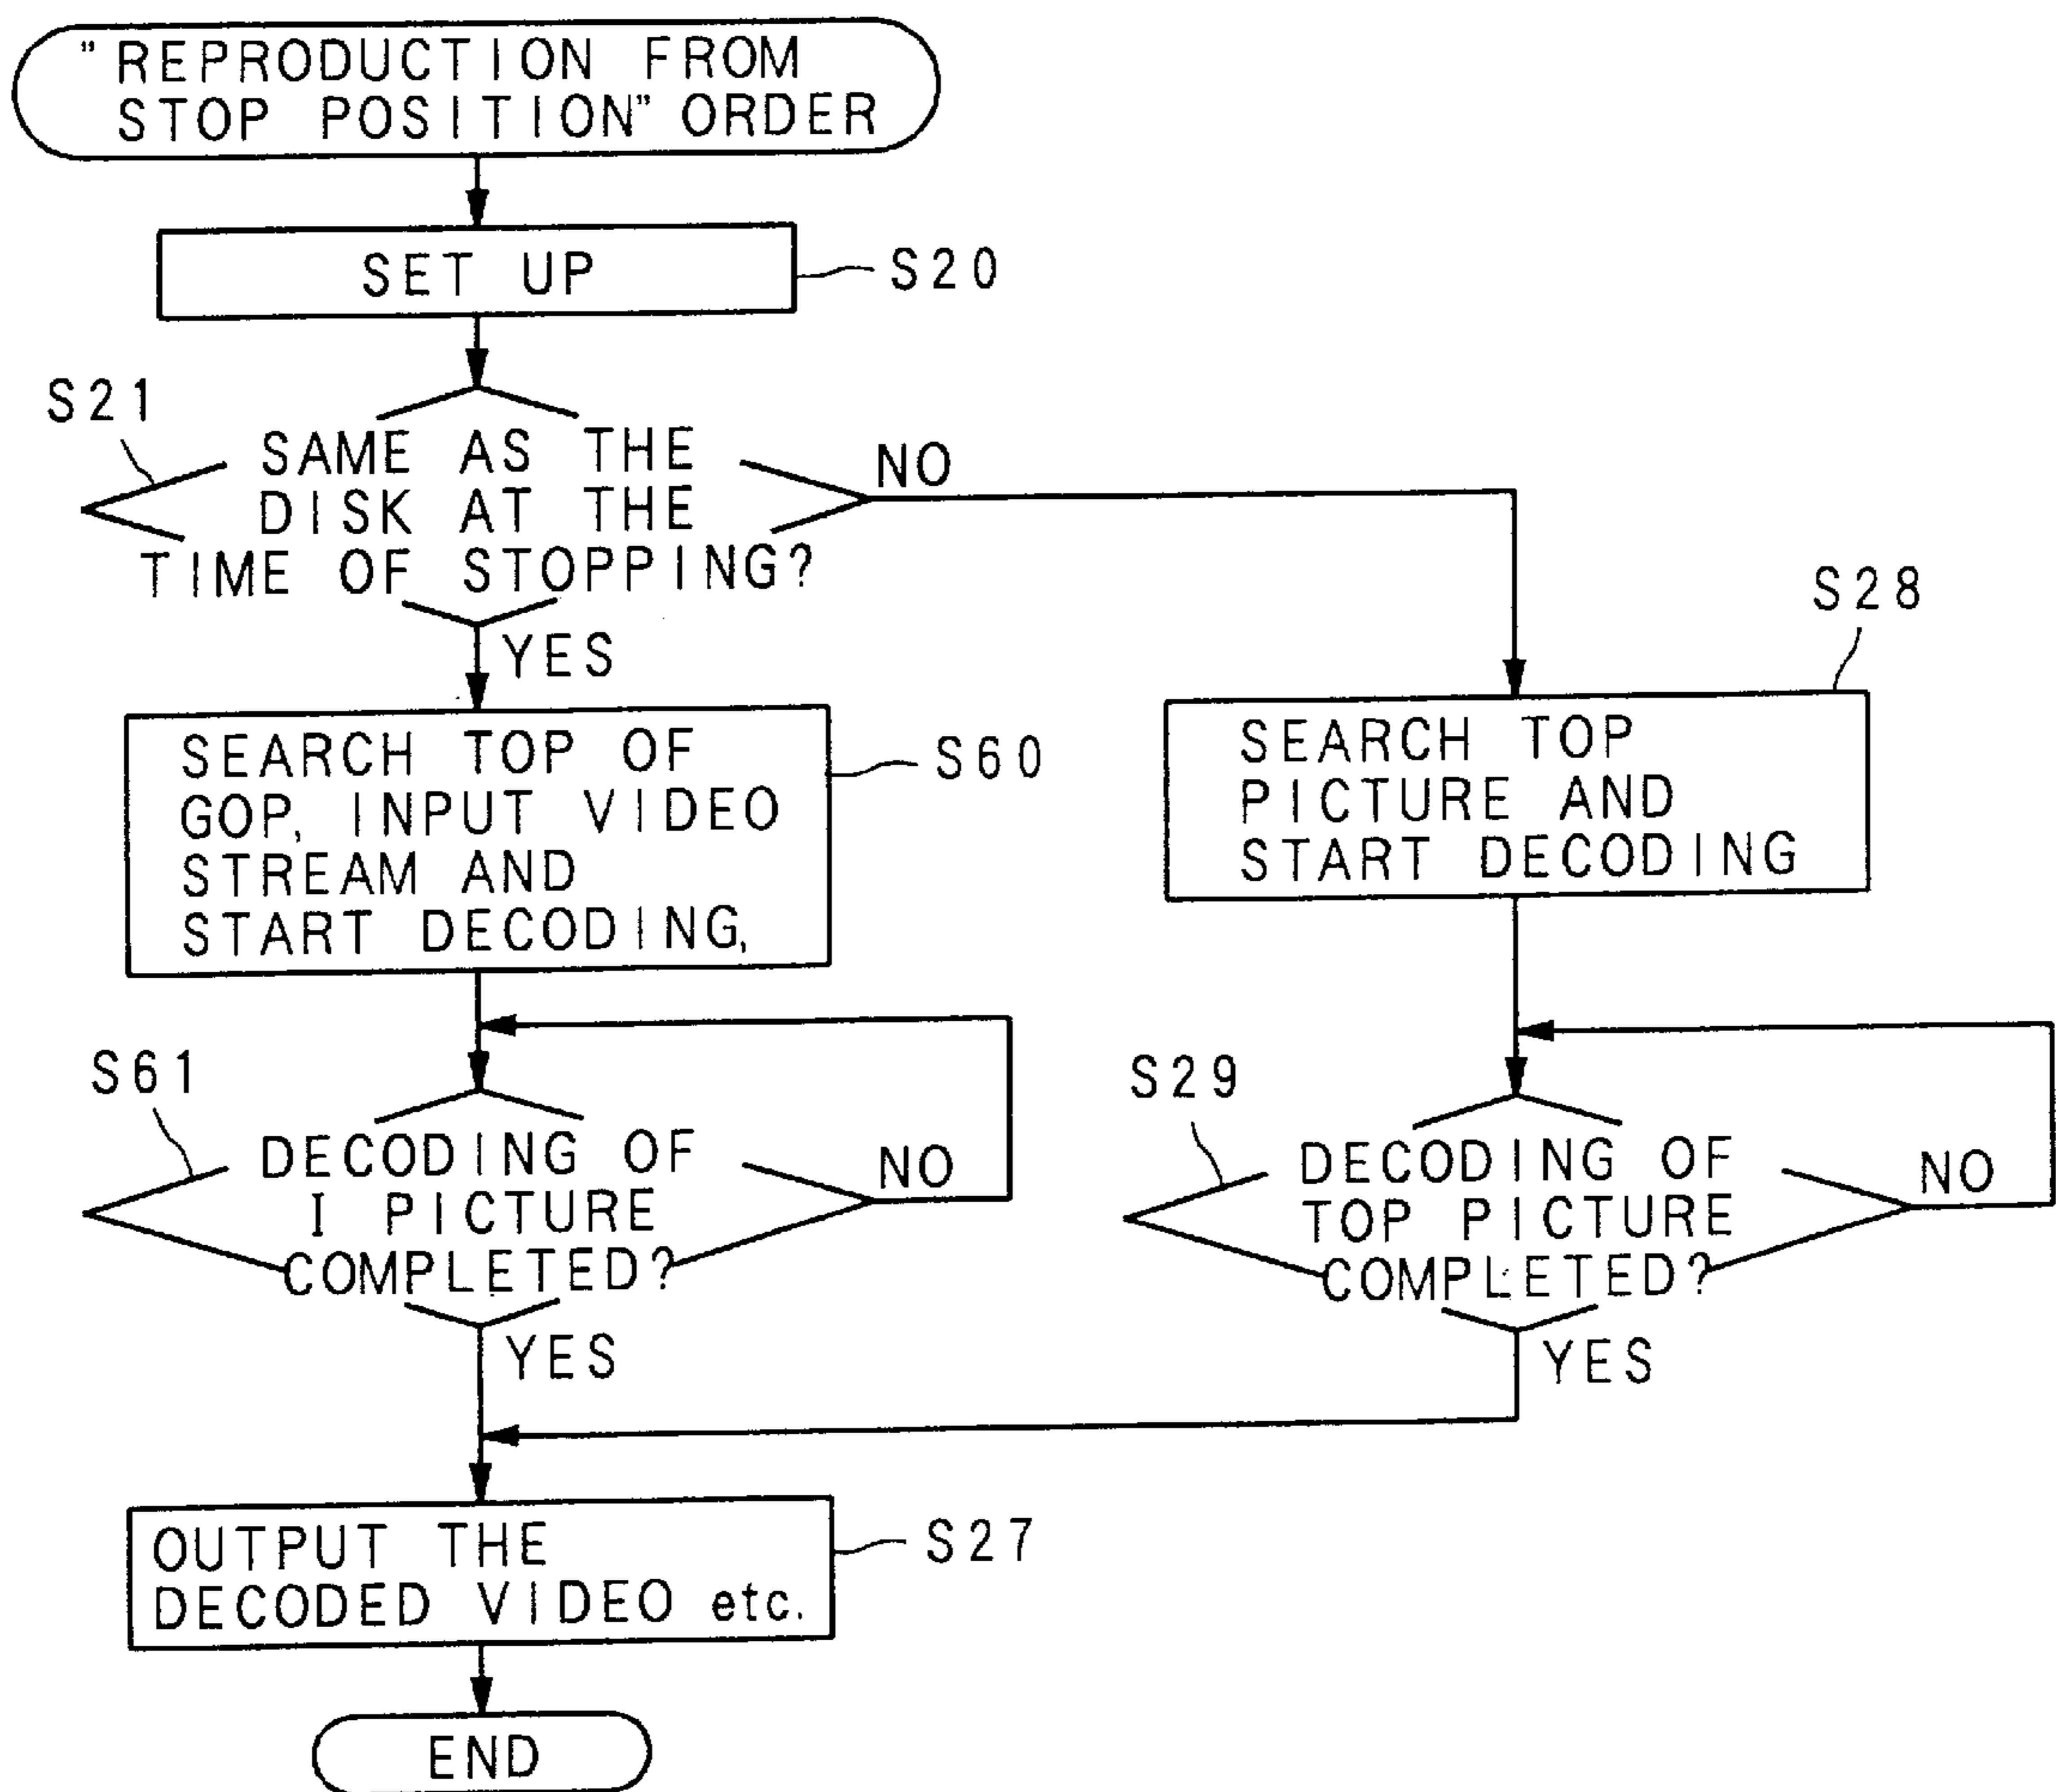 "REPRODUCTION FROM
STOP POSITION" ORDER
SET UP
S20
S21
SAME AS THE
DISK AT THE
TIME OF STOPPING?
NO
YES
S28
SEARCH TOP OF
GOP, INPUT VIDEO
STREAM AND
START DECODING,
S60
SEARCH TOP
PICTURE AND
START DECODING
S61
DECODING OF
I PICTURE
COMPLETED?
NO
YES
S29
DECODING OF
TOP PICTURE
COMPLETED?
NO
YES
OUTPUT THE
DECODED VIDEO etc.
S27
END